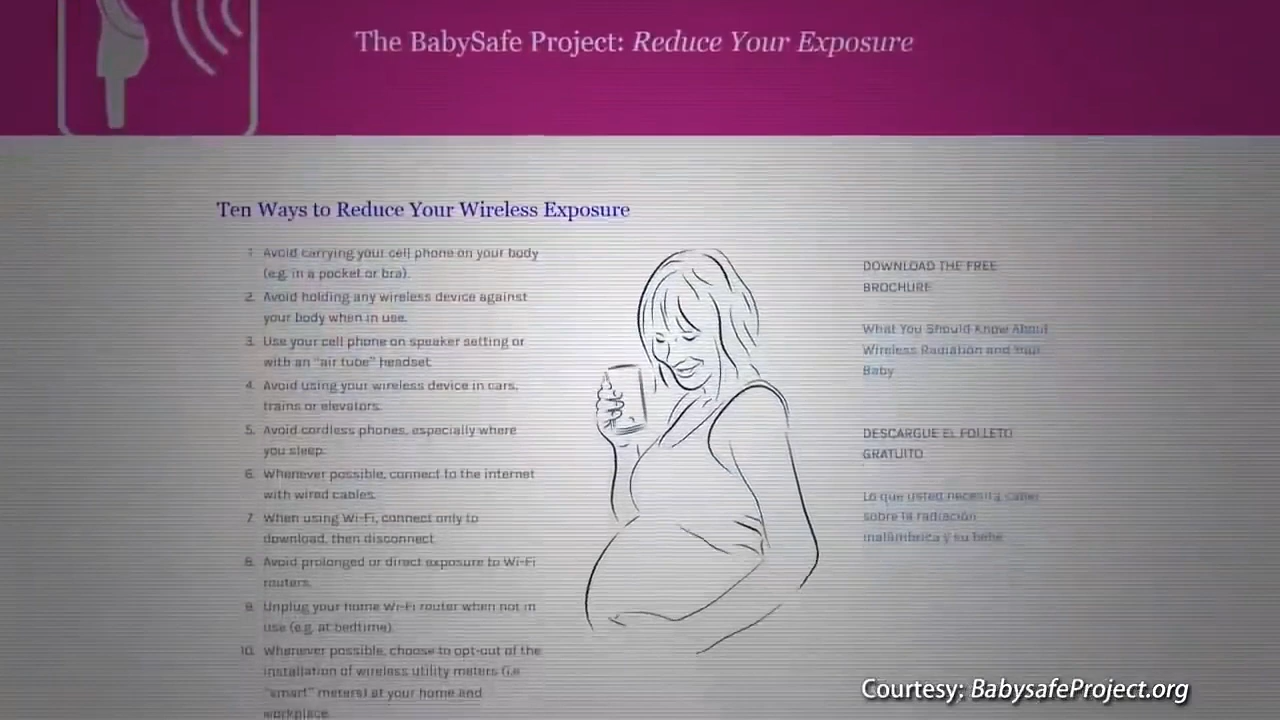 The BabySafe Project: Reduce Your Exposure
Ten Ways to Reduce Your Wireless Exposure
1. Avoid carrying your cell phone on your body
(e.g. in a pocket or bra).
2. Avoid holding any wireless device against
your body when in use.
3. Use your cell phone on speaker setting or
with an "air tube" headset.
4. Avoid using your wireless device in cars,
trains or elevators.
5. Avoid cordless phones, especially where
you sleep.
6. Whenever possible, connect to the internet
with wired cables.
7. When using Wi-Fi, connect only to
download, then disconnect.
8. Avoid prolonged or direct exposure to Wi-Fi
routers.
9. Unplug your home Wi-Fi router when not in
use (e.g. at bedtime).
10. Whenever possible, choose to opt-out of the
installation of wireless utility meters (i.e.
"smart" meters) at your home and
workplace.
DOWNLOAD THE FREE
BROCHURE
What You Should Know About
Wireless Radiation and Your
Baby
DESCARGUE EL FOLLETO
GRATUITO
Lo que usted necesita saber
sobre la radiación
inalámbrica y su bebé
Courtesy: BabysafeProject.org